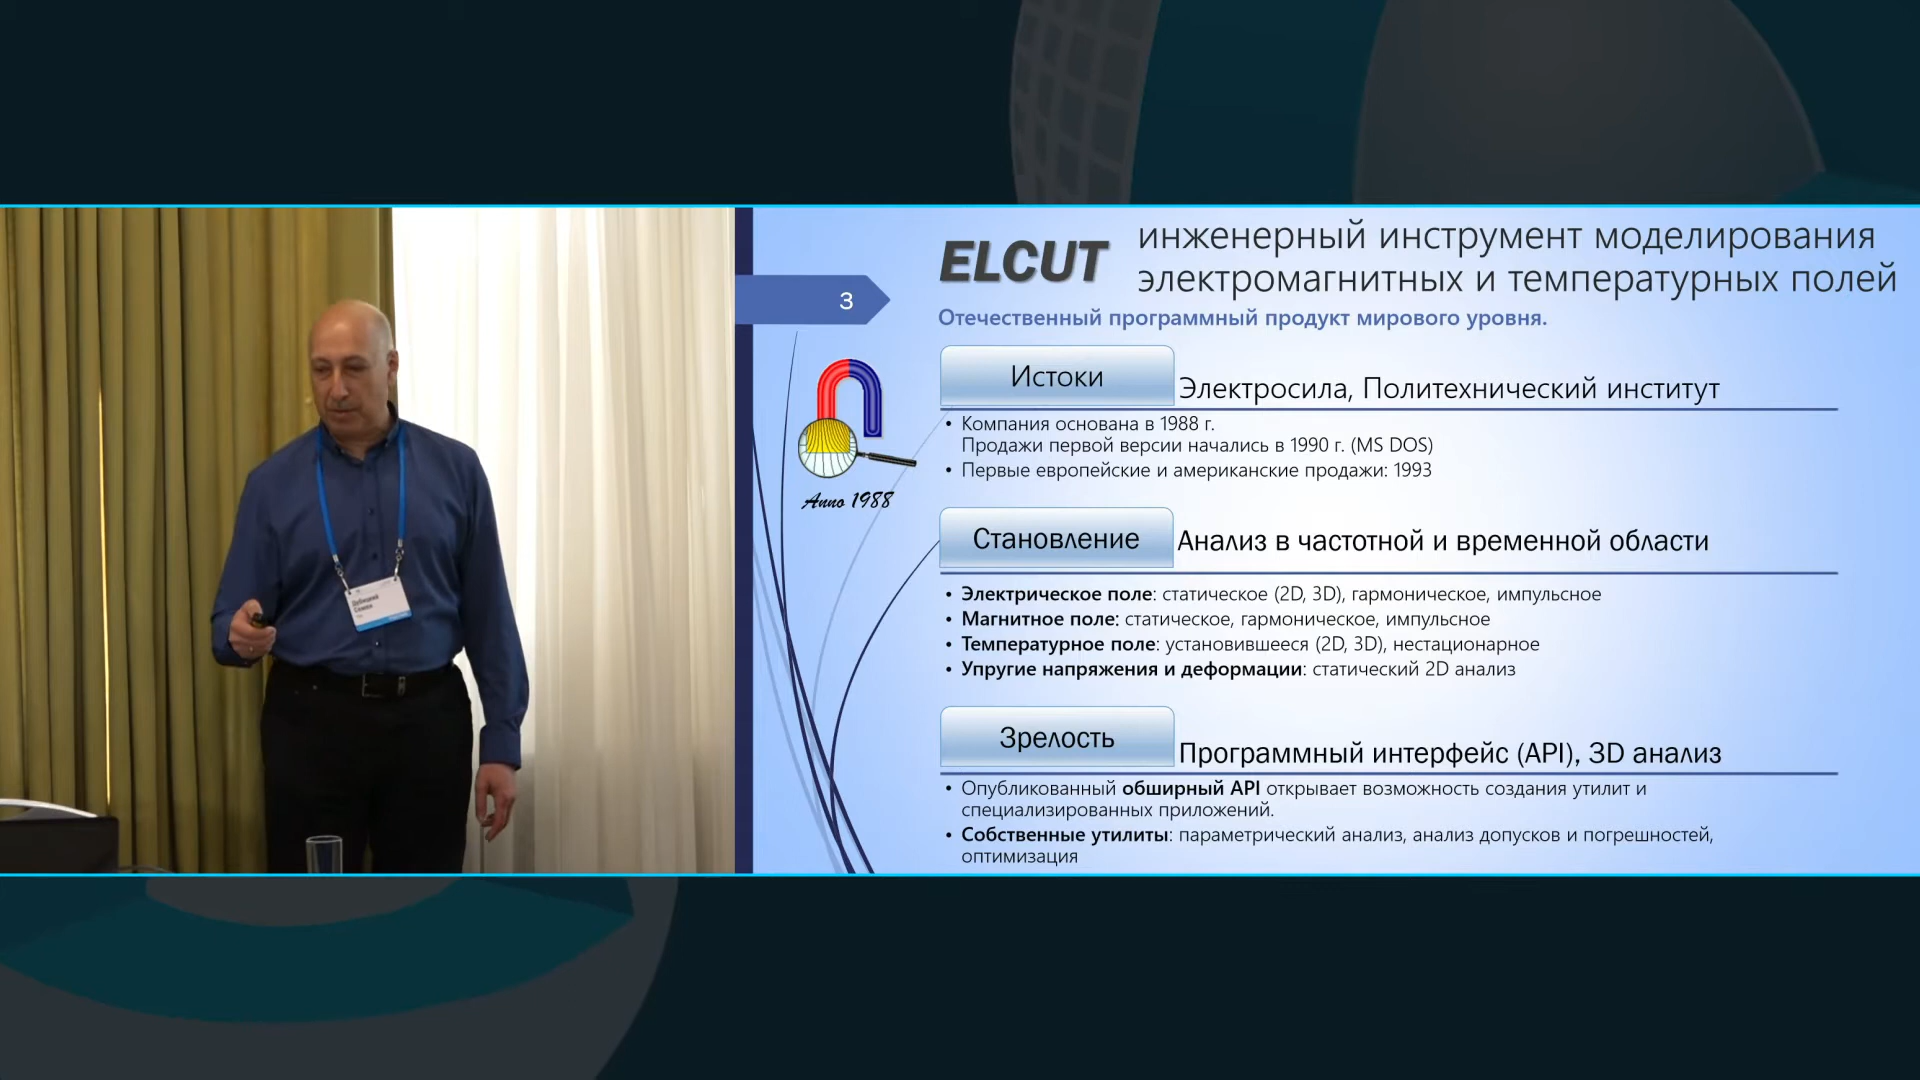 Дубицкий
Семен
3
ELCUT
инженерный инструмент моделирования
электромагнитных и температурных полей
Отечественный программный продукт мирового уровня.
Anno 1988
Истоки
Электросила, Политехнический институт
• Компания основана в 1988 г.
Продажи первой версии начались в 1990 г. (MS DOS)
• Первые европейские и американские продажи: 1993
Становление
Анализ в частотной и временной области
• Электрическое поле: статическое (2D, 3D), гармоническое, импульсное
• Магнитное поле: статическое, гармоническое, импульсное
• Температурное поле: установившееся (2D, 3D), нестационарное
• Упругие напряжения и деформации: статический 2D анализ
Зрелость
Программный интерфейс (API), 3D анализ
• Опубликованный обширный API открывает возможность создания утилит и
специализированных приложений.
• Собственные утилиты: параметрический анализ, анализ допусков и погрешностей,
оптимизация